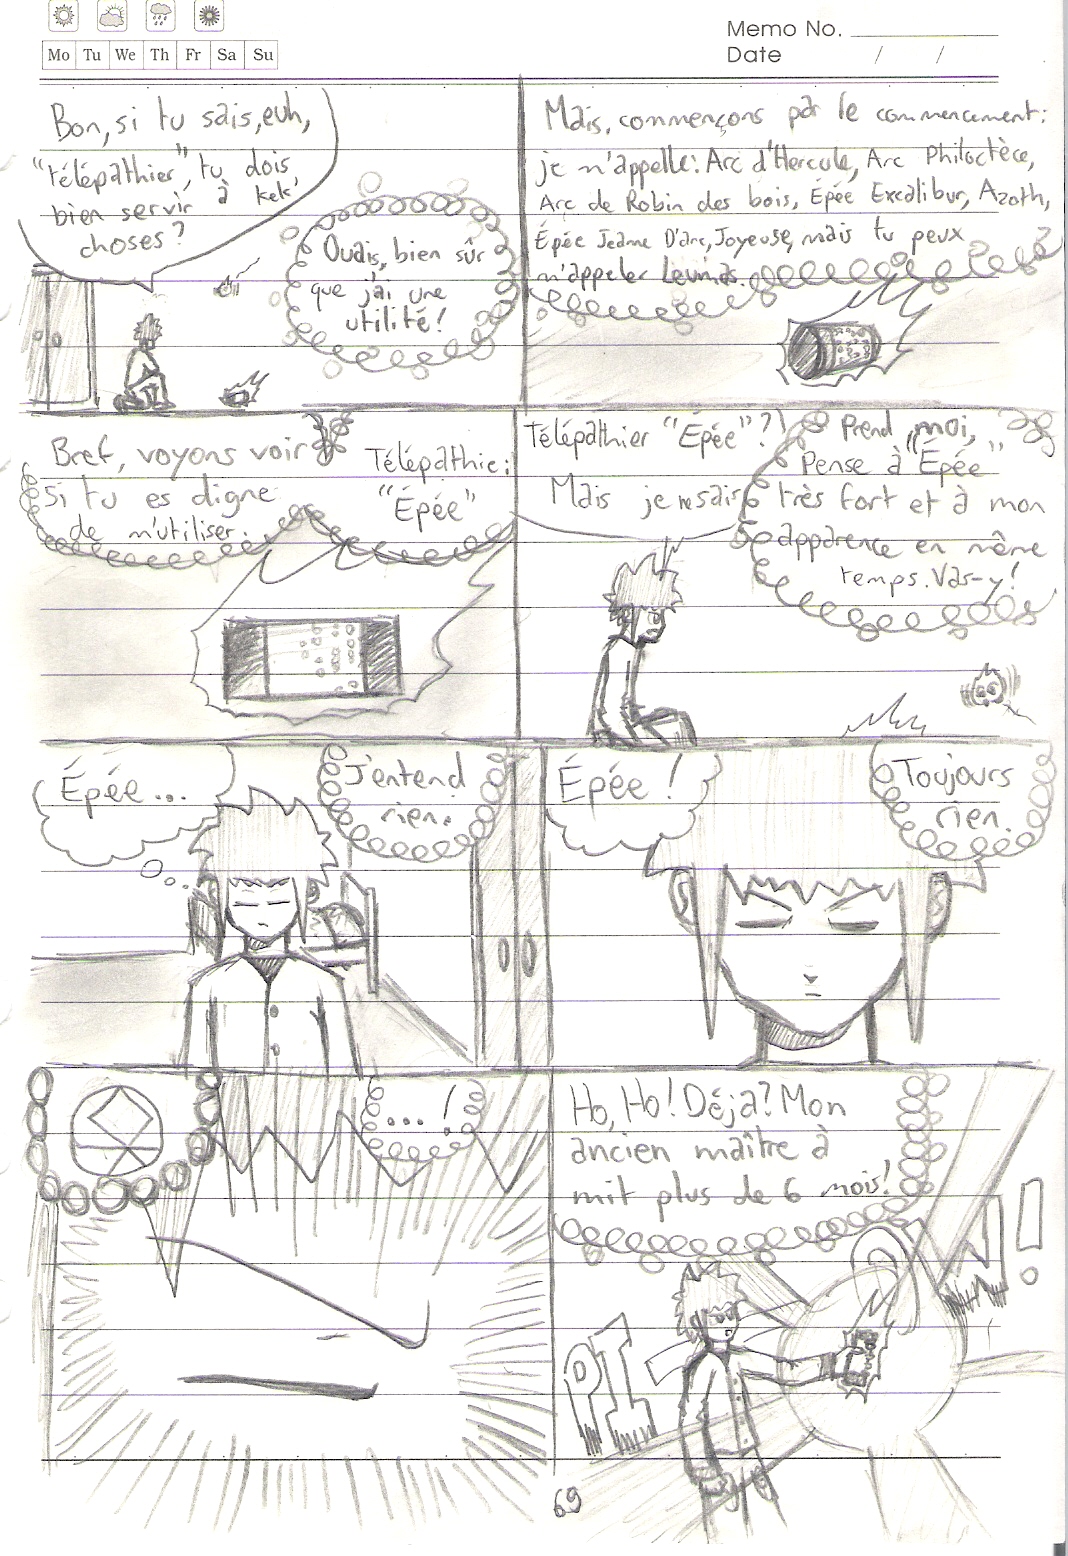 Memo No.
Mo Tu We Th Fr Sa Su
Date / /
Bon, si tu sais, euh,
"télépathier", tu dois
bien servir à kek'
choses?
Ouais, bien sûr
que j'ai une
utilité!
Mais, commençons par le commencement:
je m'appelle: Arc d'Hercule, Arc Philoctèce,
Arc de Robin des bois, Épée Excalibur, Azoth,
Épée Jeanne D'arc, Joyeuse, mais tu peux
m'appeler
Bref, voyons voir
si tu es digne
de m'utiliser.
Télépathie:
"Épée"
Télépathier "Épée"?
Mais je ne sais
Prend moi,
Pense à "Épée"
très fort et à mon
apparence en même
temps. Vas-y!
Épée...
J'entend
rien.
Épée!
Toujours
rien.
...!
Ho, Ho! Déjà? Mon
ancien maître à
mit plus de 6 mois!
PI
!
69